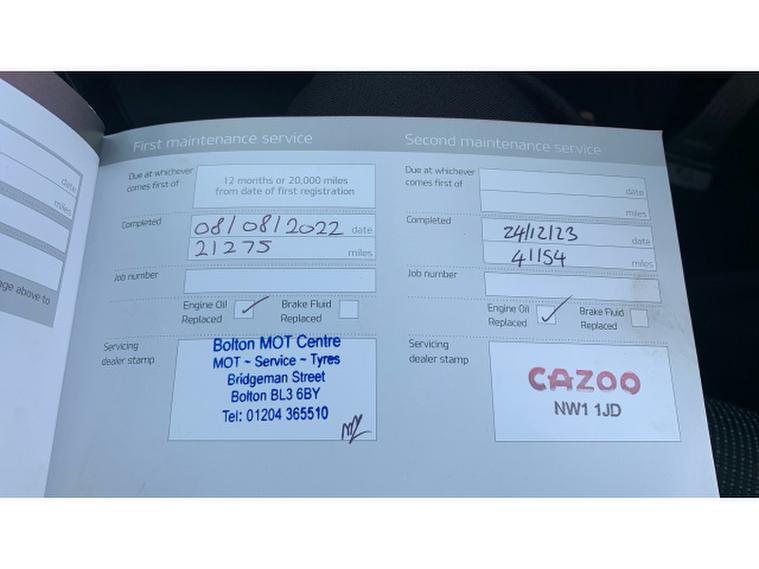 date
miles
age above to
First maintenance service
Due at whichever
comes first of
12 months or 20,000 miles
from date of first registration
Completed
08/08/2022 date
21275 miles
Job number
Engine Oil
Replaced
Brake Fluid
Replaced
Servicing
dealer stamp
Bolton MOT Centre
MOT ~ Service ~ Tyres
Bridgeman Street
Bolton BL3 6BY
Tel: 01204 365510
Second maintenance service
Due at whichever
comes first of
date
miles
Completed
24/12/23 date
41154 miles
Job number
Engine Oil
Replaced
Brake Fluid
Replaced
Servicing
dealer stamp
CAZOO
NW1 1JD